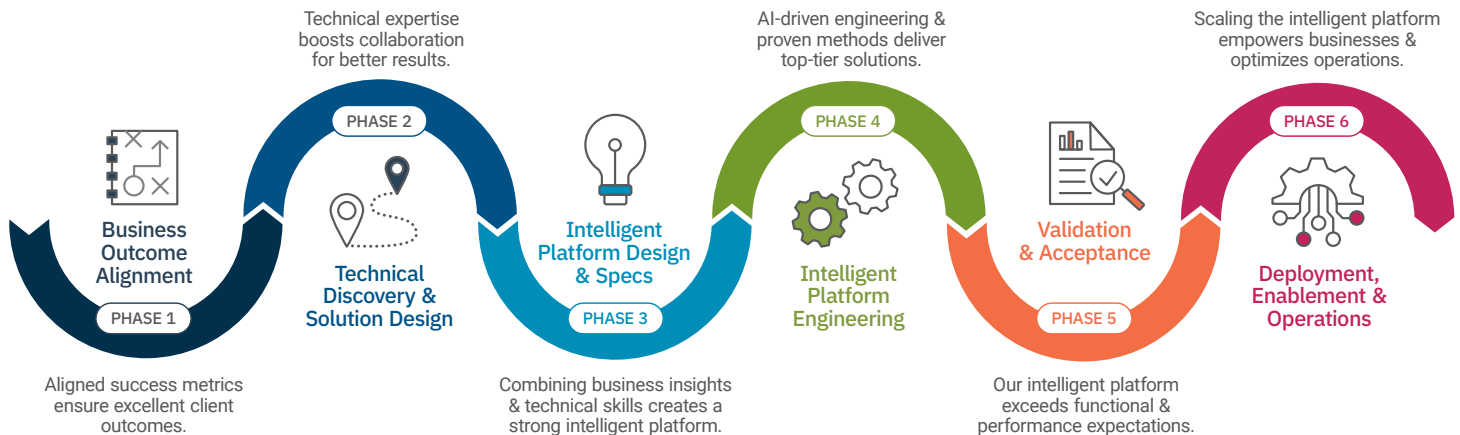 Business
Outcome
Alignment
PHASE 1
Aligned success metrics
ensure excellent client
outcomes.
Technical expertise
boosts collaboration
for better results.
PHASE 2
Technical
Discovery &
Solution Design
Intelligent
Platform Design
& Specs
PHASE 3
Combining business insights
& technical skills creates a
strong intelligent platform.
AI-driven engineering &
proven methods deliver
top-tier solutions.
PHASE 4
Intelligent
Platform
Engineering
Validation
& Acceptance
PHASE 5
Our intelligent platform
exceeds functional &
performance expectations.
Scaling the intelligent platform
empowers businesses &
optimizes operations.
PHASE 6
Deployment,
Enablement &
Operations